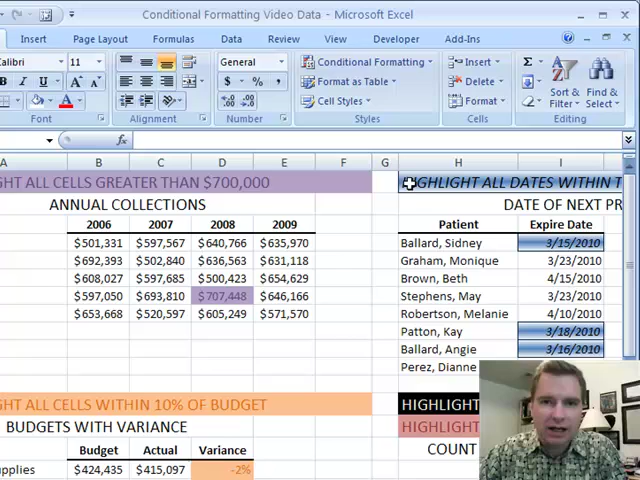 Conditional Formatting Video Data - Microsoft Excel
Insert Page Layout Formulas Data Review View Developer Add-Ins
Calibri 11 General Conditional Formatting Insert Σ
B I U $ % , Format as Table Delete Sort & Filter Find & Select
A Cell Styles Format
Font Alignment Number Styles Cells Editing
fx
A B C D E F G H I
GHT ALL CELLS GREATER THAN $700,000 HIGHLIGHT ALL DATES WITHIN T
ANNUAL COLLECTIONS DATE OF NEXT PR
2006 2007 2008 2009 Patient Expire Date
$501,331 $597,567 $640,766 $635,970 Ballard, Sidney 3/15/2010
$692,393 $502,840 $636,563 $631,118 Graham, Monique 3/23/2010
$608,027 $597,685 $500,423 $654,629 Brown, Beth 4/15/2010
$597,050 $693,810 $707,448 $646,166 Stephens, May 3/23/2010
$653,668 $520,597 $605,249 $571,570 Robertson, Melanie 4/10/2010
Patton, Kay 3/18/2010
Ballard, Angie 3/16/2010
Perez, Dianne
GHT ALL CELLS WITHIN 10% OF BUDGET HIGHLIGHT
BUDGETS WITH VARIANCE HIGHLIGHT
Budget Actual Variance COUNT
upplies $424,435 $415,097 -2%